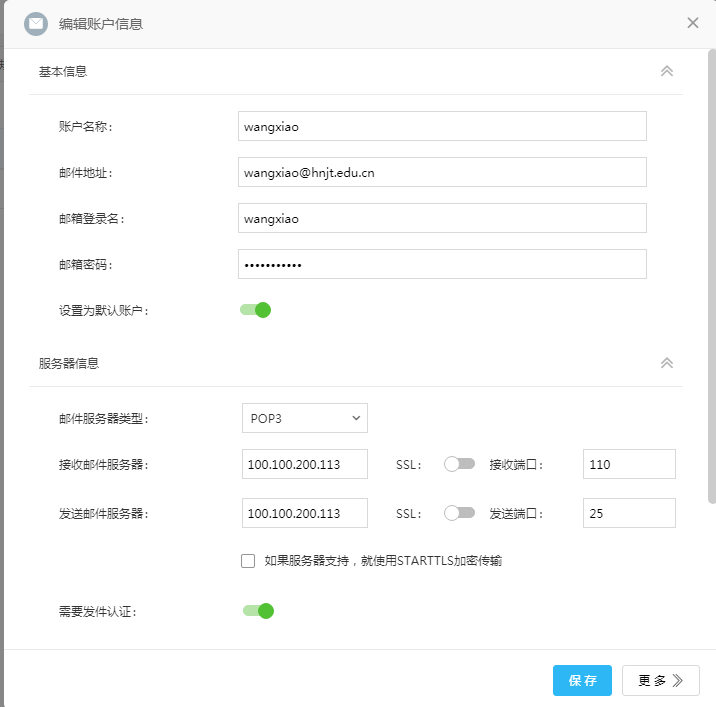 编辑账户信息
基本信息
账户名称：
wangxiao
邮件地址：
wangxiao@hnjt.edu.cn
邮箱登录名：
wangxiao
邮箱密码：
•••••••••••
设置为默认账户：
服务器信息
邮件服务器类型：
POP3
接收邮件服务器：
100.100.200.113
SSL：
接收端口：
110
发送邮件服务器：
100.100.200.113
SSL：
发送端口：
25
如果服务器支持，就使用STARTTLS加密传输
需要发件认证：
保存
更多